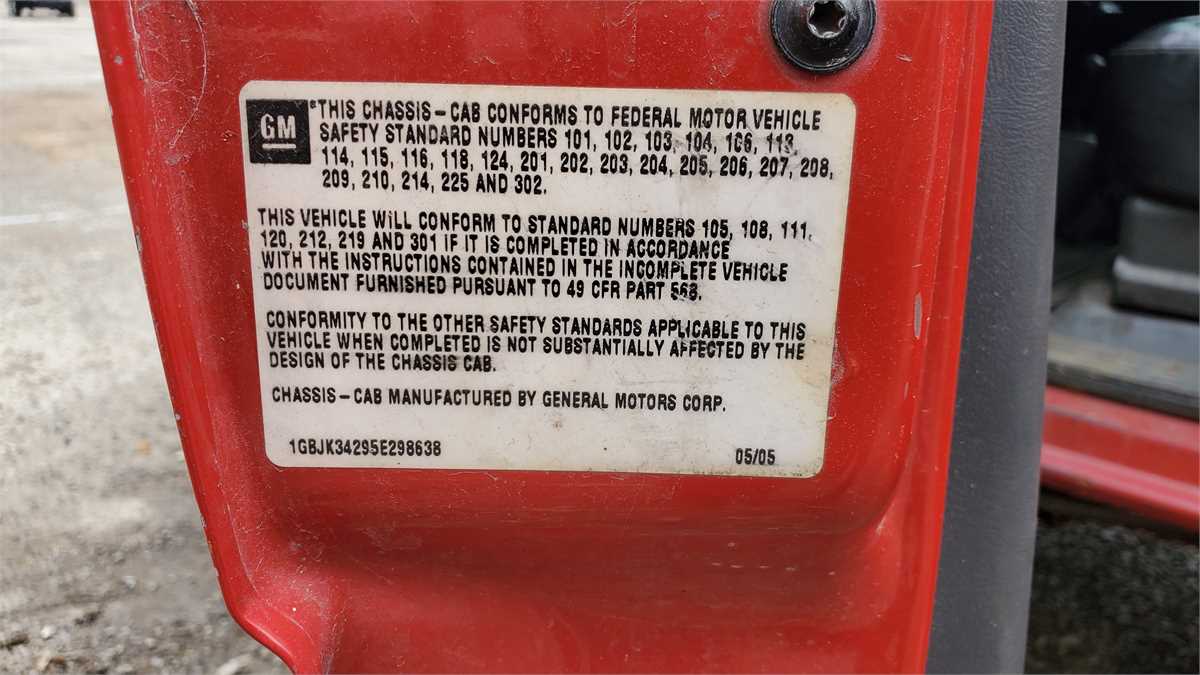 GM
*THIS CHASSIS-CAB CONFORMS TO FEDERAL MOTOR VEHICLE
SAFETY STANDARD NUMBERS 101, 102, 103, 104, 106, 113,
114, 115, 116, 118, 124, 201, 202, 203, 204, 205, 206, 207, 208,
209, 210, 214, 225 AND 302.
THIS VEHICLE WILL CONFORM TO STANDARD NUMBERS 105, 108, 111,
120, 212, 219 AND 301 IF IT IS COMPLETED IN ACCORDANCE
WITH THE INSTRUCTIONS CONTAINED IN THE INCOMPLETE VEHICLE
DOCUMENT FURNISHED PURSUANT TO 49 CFR PART 568.
CONFORMITY TO THE OTHER SAFETY STANDARDS APPLICABLE TO THIS
VEHICLE WHEN COMPLETED IS NOT SUBSTANTIALLY AFFECTED BY THE
DESIGN OF THE CHASSIS CAB.
CHASSIS-CAB MANUFACTURED BY GENERAL MOTORS CORP.
1GBJK34295E298638 05/05